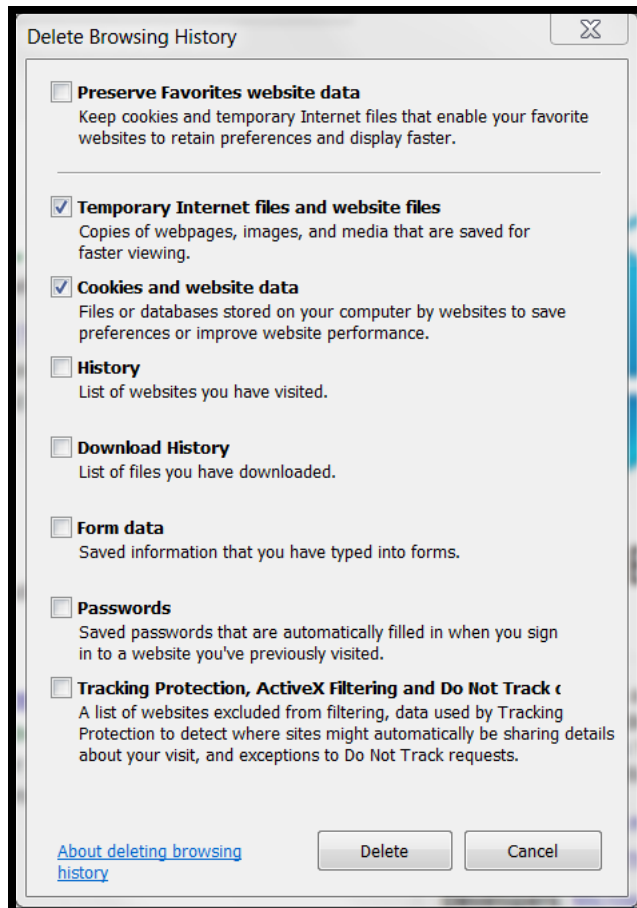 Delete Browsing History
Preserve Favorites website data
Keep cookies and temporary Internet files that enable your favorite
websites to retain preferences and display faster.
Temporary Internet files and website files
Copies of webpages, images, and media that are saved for
faster viewing.
Cookies and website data
Files or databases stored on your computer by websites to save
preferences or improve website performance.
History
List of websites you have visited.
Download History
List of files you have downloaded.
Form data
Saved information that you have typed into forms.
Passwords
Saved passwords that are automatically filled in when you sign
in to a website you've previously visited.
Tracking Protection, ActiveX Filtering and Do Not Track
A list of websites excluded from filtering, data used by Tracking
Protection to detect where sites might automatically be sharing details
about your visit, and exceptions to Do Not Track requests.
About deleting browsing
history
Delete
Cancel